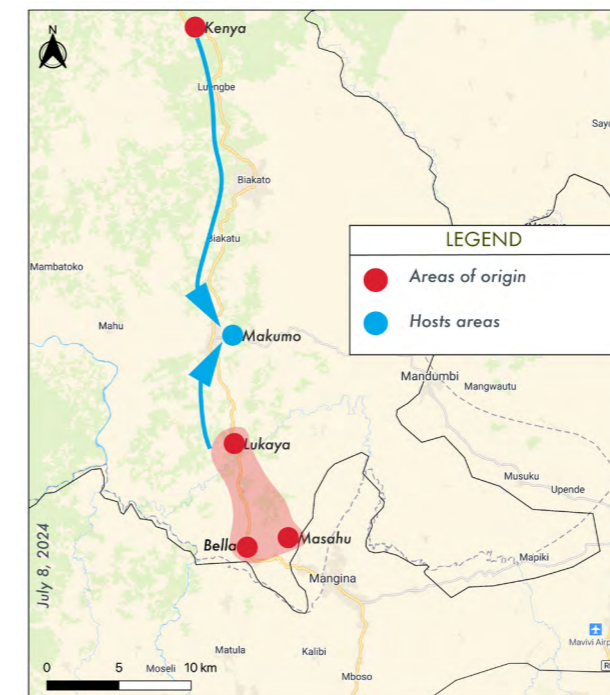 Kenya
N
Luengbe
Sayu
Biakato
Biakatu
LEGEND
Mambatoko
Areas of origin
Hosts areas
Mahu
Makumo
Mandumbi
Mangwautu
Lukaya
Musuku
Upende
Bella
Masahu
Mapiki
Mangina
July 8, 2024
Matula
Kalibi
Mavivi Airp
Moseli
Mboso
0 5 10 km
R